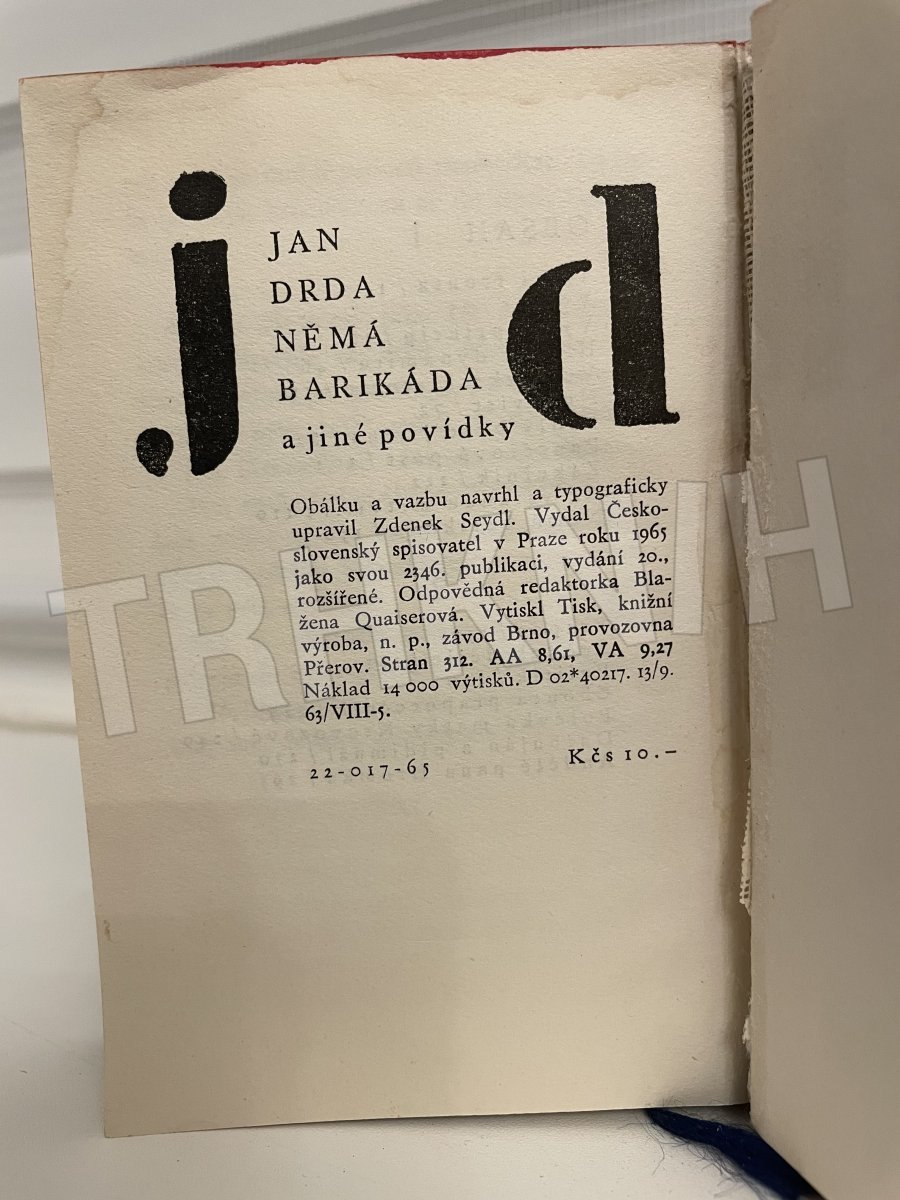 j d
JAN
DRDA
NĚMÁ
BARIKÁDA
a jiné povídky
Obálku a vazbu navrhl a typograficky
upravil Zdenek Seydl. Vydal Česko-
slovenský spisovatel v Praze roku 1965
jako svou 2346. publikaci, vydání 20.,
rozšířené. Odpovědná redaktorka Bla-
žena Quaiserová. Vytiskl Tisk, knižní
výroba, n. p., závod Brno, provozovna
Přerov. Stran 312. AA 8,61, VA 9,27
Náklad 14 000 výtisků. D 02*40217. 13/9.
63/VIII-5.
22-017-65 Kčs 10.–
TRHKNIH